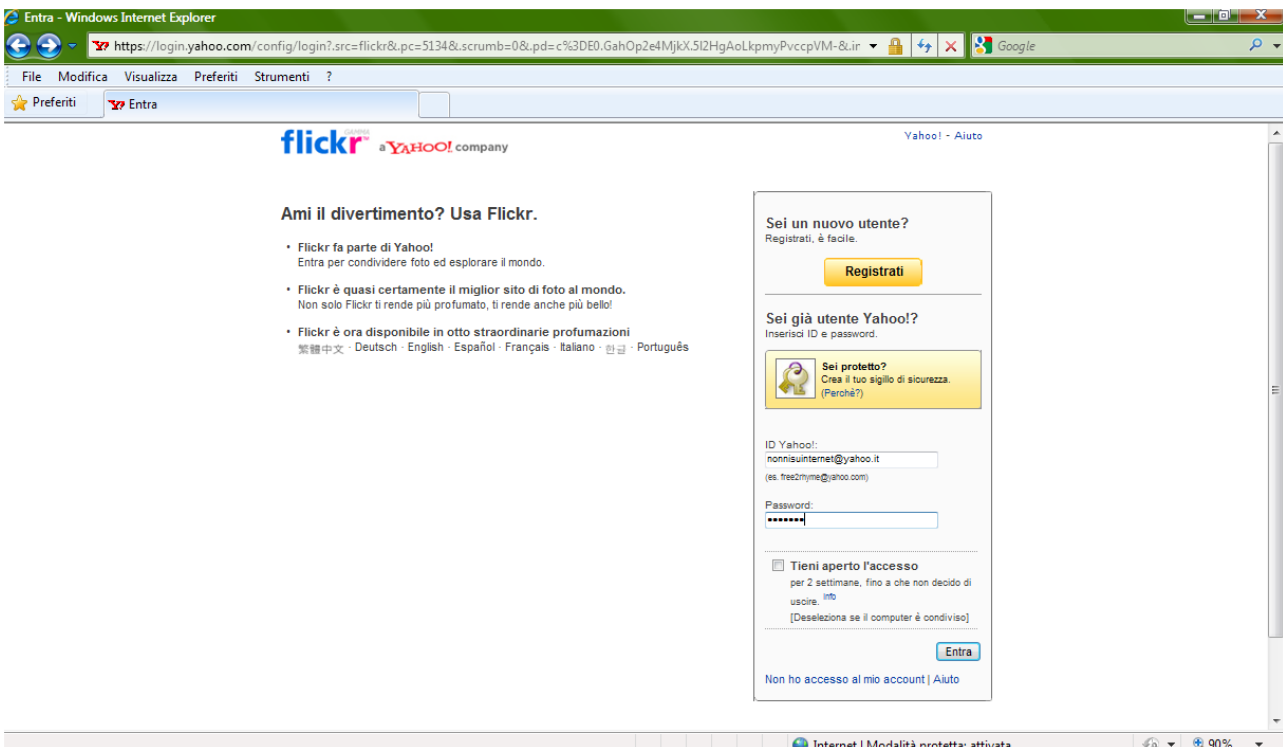 Entra - Windows Internet Explorer
https://login.yahoo.com/config/login?.src=flickr&.pc=5134&.scrumb=0&.pd=c%3DE0.GahOp2e4MjkX.5I2HgAoLkpmyPvccpVM-&.ir
Google
File Modifica Visualizza Preferiti Strumenti ?
Preferiti
Entra
flickr GAMMA a YAHOO! company
Yahoo! - Aiuto
Ami il divertimento? Usa Flickr.
• Flickr fa parte di Yahoo!
Entra per condividere foto ed esplorare il mondo.
• Flickr è quasi certamente il miglior sito di foto al mondo.
Non solo Flickr ti rende più profumato, ti rende anche più bello!
• Flickr è ora disponibile in otto straordinarie profumazioni
繁體中文 · Deutsch · English · Español · Français · Italiano · 한글 · Português
Sei un nuovo utente?
Registrati, è facile.
Registrati
Sei già utente Yahoo!?
Inserisci ID e password.
Sei protetto?
Crea il tuo sigillo di sicurezza.
(Perchè?)
ID Yahoo!:
nonnisuinternet@yahoo.it
(es. free2rhyme@yahoo.com)
Password:
•••••••
Tieni aperto l'accesso
per 2 settimane, fino a che non decido di
uscire. Info
[Deseleziona se il computer è condiviso]
Entra
Non ho accesso al mio account | Aiuto
Internet | Modalità protetta: attivata
90%